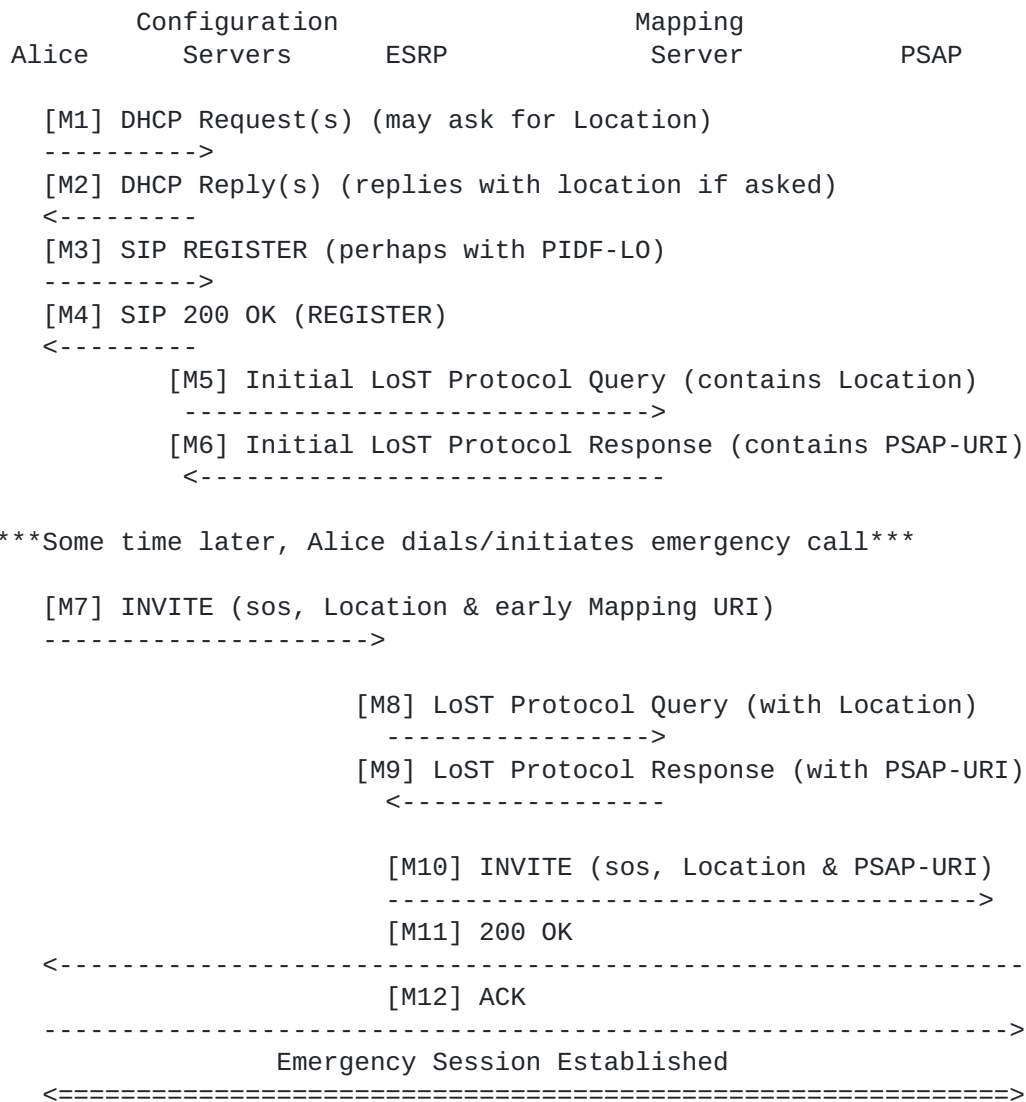 Configuration Mapping
Alice Servers ESRP Server PSAP
[M1] DHCP Request(s) (may ask for Location)
---------->
[M2] DHCP Reply(s) (replies with location if asked)
<---------
[M3] SIP REGISTER (perhaps with PIDF-LO)
---------->
[M4] SIP 200 OK (REGISTER)
<---------
[M5] Initial LoST Protocol Query (contains Location)
------------------------------>
[M6] Initial LoST Protocol Response (contains PSAP-URI)
<------------------------------
***Some time later, Alice dials/initiates emergency call***
[M7] INVITE (sos, Location & early Mapping URI)
--------------------->
[M8] LoST Protocol Query (with Location)
----------------->
[M9] LoST Protocol Response (with PSAP-URI)
<-----------------
[M10] INVITE (sos, Location & PSAP-URI)
-------------------------------------->
[M11] 200 OK
<--------------------------------------------------------------
[M12] ACK
-------------------------------------------------------------->
Emergency Session Established
<=============================================================>